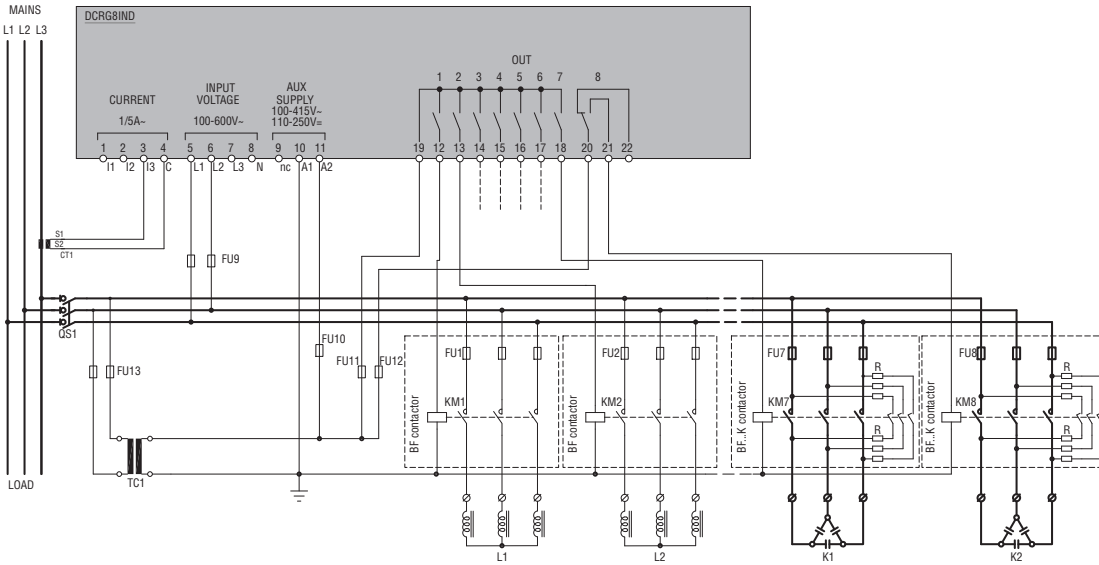 MAINS
L1 L2 L3
DCRG8IND
OUT
1 2 3 4 5 6 7 8
CURRENT
1/5A~
INPUT
VOLTAGE
100-600V~
AUX
SUPPLY
100-415V~
110-250V=
1 2 3 4 5 6 7 8 9 10 11 19 12 13 14 15 16 17 18 20 21 22
I1 I2 I3 C L1 L2 L3 N nc A1 A2
S1
S2
CT1
FU9
QS1
FU10
FU11 FU12
FU13
FU1 FU2 FU7 FU8
R R
KM1 KM2 KM7 KM8
BF contactor
BF contactor
BF...K contactor
BF...K contactor
R R
LOAD
TC1
L1 L2 K1 K2